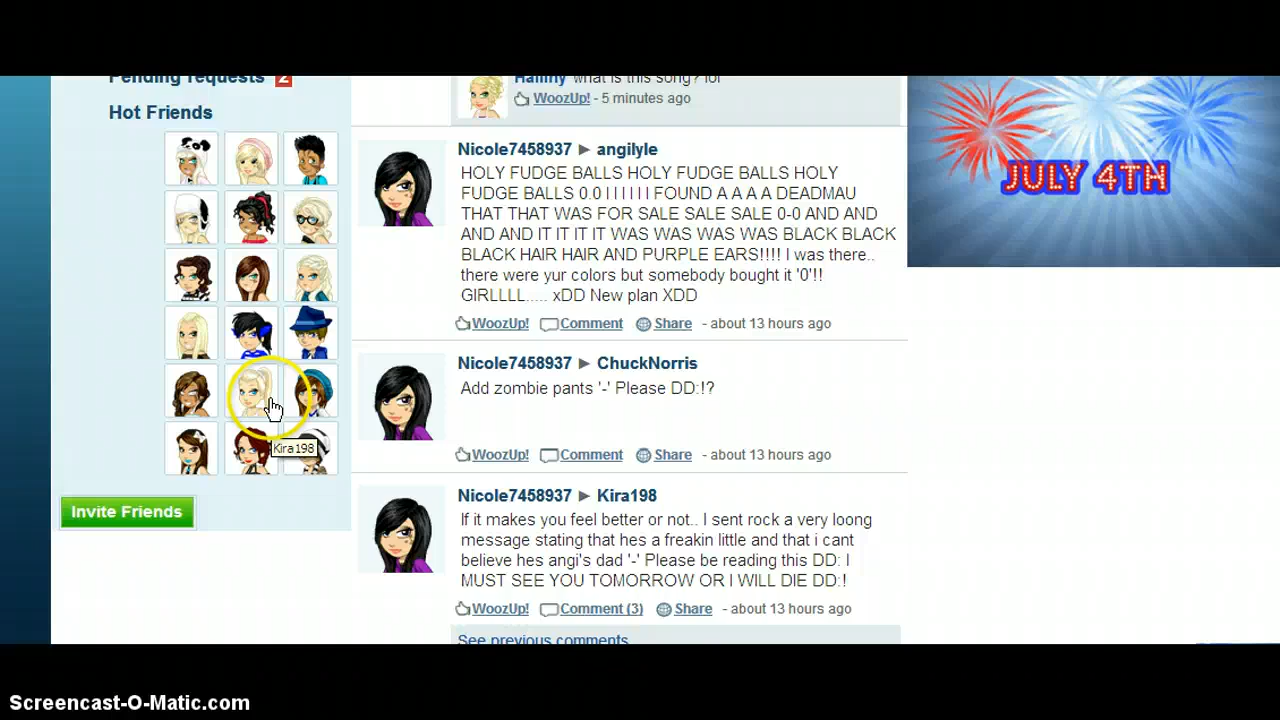 Pending requests 2
Hot Friends
Kira198
Invite Friends
what is this song? lol
WoozUp! - 5 minutes ago
Nicole7458937 ► angilyle
HOLY FUDGE BALLS HOLY FUDGE BALLS HOLY
FUDGE BALLS 0.0 I I I I I I FOUND A A A A DEADMAU
THAT THAT WAS FOR SALE SALE SALE 0-0 AND AND
AND AND IT IT IT IT WAS WAS WAS WAS BLACK BLACK
BLACK HAIR HAIR AND PURPLE EARS!!!! I was there..
there were yur colors but somebody bought it '0'!!
GIRLLLL..... xDD New plan XDD
WoozUp! Comment Share - about 13 hours ago
Nicole7458937 ► ChuckNorris
Add zombie pants '-' Please DD:!?
WoozUp! Comment Share - about 13 hours ago
Nicole7458937 ► Kira198
If it makes you feel better or not.. I sent rock a very loong
message stating that hes a freakin little and that i cant
believe hes angi's dad '-' Please be reading this DD: I
MUST SEE YOU TOMORROW OR I WILL DIE DD:!
WoozUp! Comment (3) Share - about 13 hours ago
See previous comments
JULY 4TH
Screencast-O-Matic.com